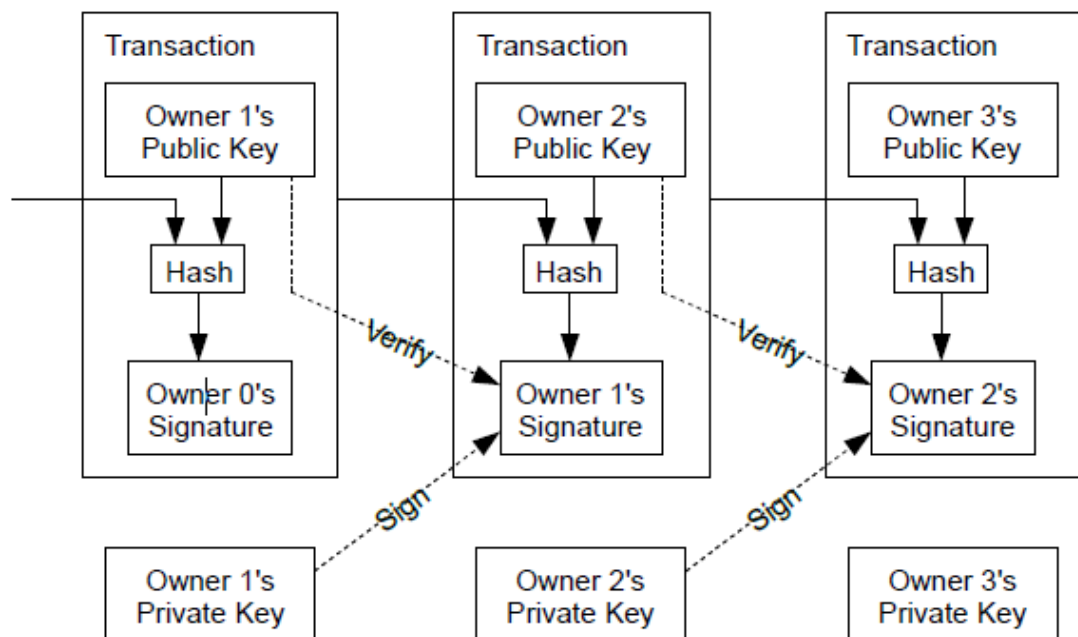 Transaction
Owner 1's
Public Key
Hash
Owner 0's
Signature
Transaction
Owner 2's
Public Key
Hash
Verify
Owner 1's
Signature
Transaction
Owner 3's
Public Key
Hash
Verify
Owner 2's
Signature
Sign
Sign
Owner 1's
Private Key
Owner 2's
Private Key
Owner 3's
Private Key